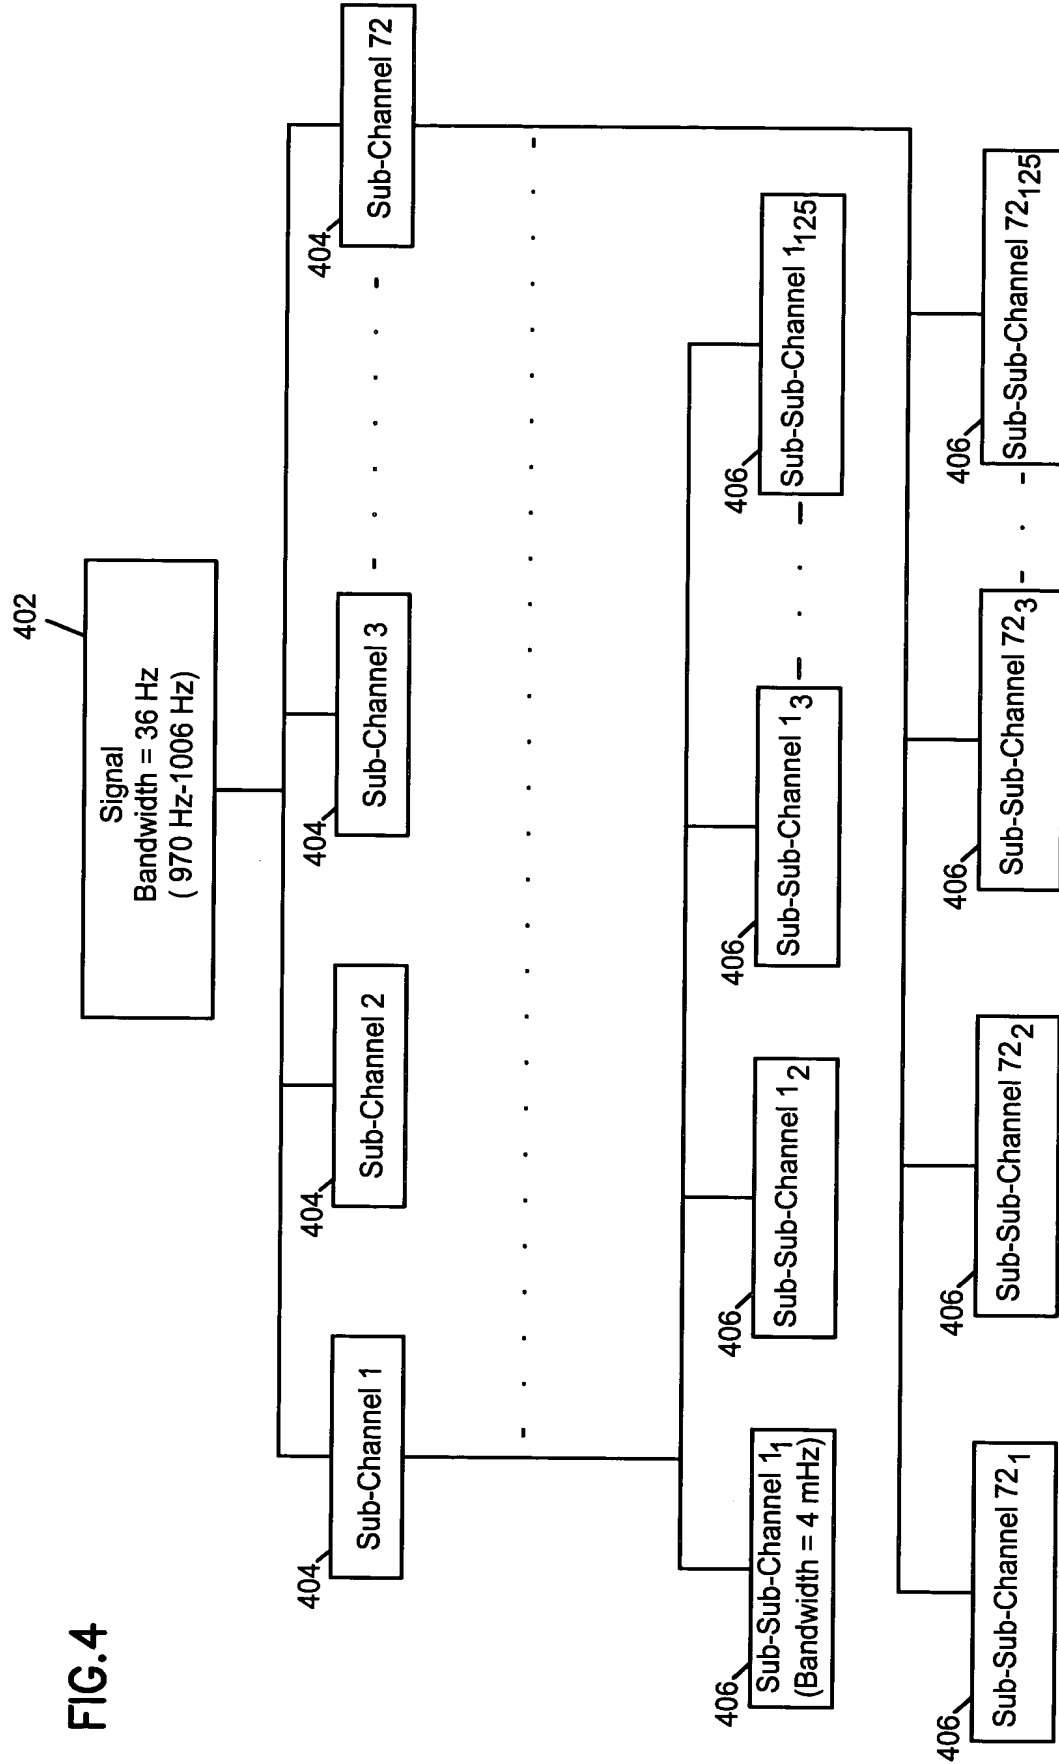 FIG.4
402
Signal
Bandwidth = 36 Hz
( 970 Hz-1006 Hz)
404
Sub-Channel 1
404
Sub-Channel 2
404
Sub-Channel 3
404
Sub-Channel 72
406
Sub-Sub-Channel 1₁
(Bandwidth = 4 mHz)
406
Sub-Sub-Channel 1₂
406
Sub-Sub-Channel 1₃
406
Sub-Sub-Channel 1₁₂₅
406
Sub-Sub-Channel 72₁
406
Sub-Sub-Channel 72₂
406
Sub-Sub-Channel 72₃
406
Sub-Sub-Channel 72₁₂₅